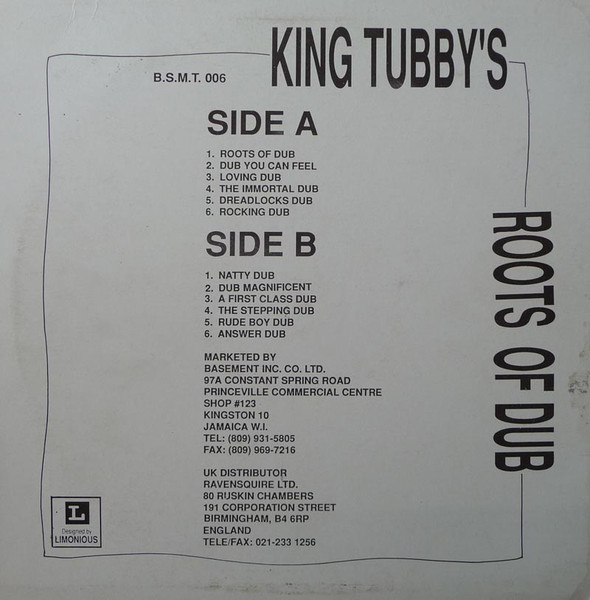 KING TUBBY'S
B.S.M.T. 006
SIDE A
1. ROOTS OF DUB
2. DUB YOU CAN FEEL
3. LOVING DUB
4. THE IMMORTAL DUB
5. DREADLOCKS DUB
6. ROCKING DUB
SIDE B
1. NATTY DUB
2. DUB MAGNIFICENT
3. A FIRST CLASS DUB
4. THE STEPPING DUB
5. RUDE BOY DUB
6. ANSWER DUB
ROOTS OF DUB
MARKETED BY
BASEMENT INC. CO. LTD.
97A CONSTANT SPRING ROAD
PRINCEVILLE COMMERCIAL CENTRE
SHOP #123
KINGSTON 10
JAMAICA W.I.
TEL: (809) 931-5805
FAX: (809) 969-7216
UK DISTRIBUTOR
RAVENSQUIRE LTD.
80 RUSKIN CHAMBERS
191 CORPORATION STREET
BIRMINGHAM, B4 6RP
ENGLAND
TELE/FAX: 021-233 1256
L
Designed by
LIMONIOUS